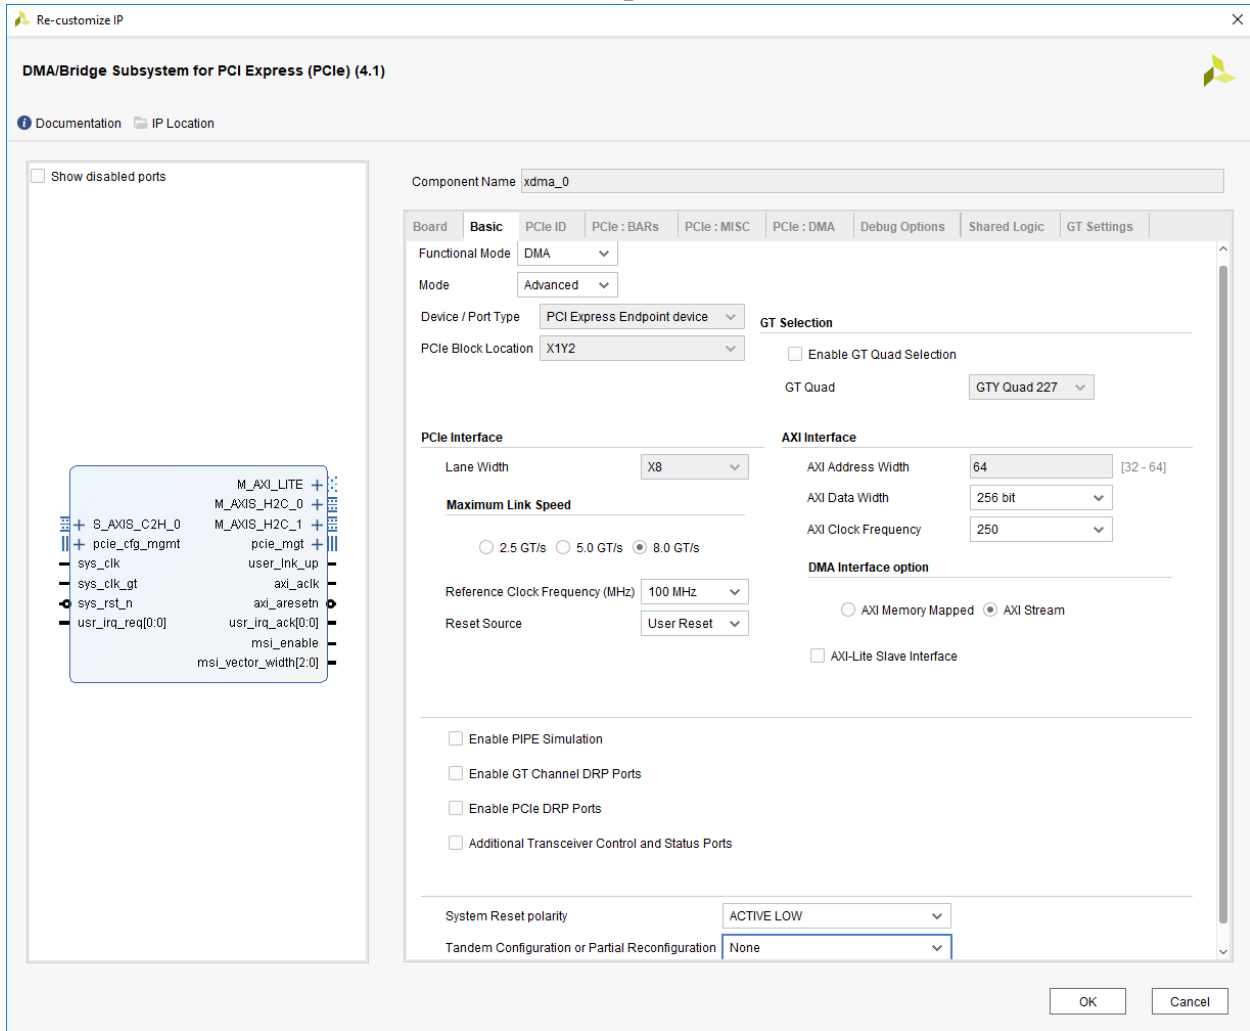 Re-customize IP
DMA/Bridge Subsystem for PCI Express (PCIe) (4.1)
Documentation IP Location
Show disabled ports
M_AXI_LITE
M_AXIS_H2C_0
S_AXIS_C2H_0 M_AXIS_H2C_1
pcie_cfg_mgmt pcie_mgt
sys_clk user_lnk_up
sys_clk_gt axi_aclk
sys_rst_n axi_aresetn
usr_irq_req[0:0] usr_irq_ack[0:0]
msi_enable
msi_vector_width[2:0]
Component Name xdma_0
Board Basic PCIe ID PCIe : BARs PCIe : MISC PCIe : DMA Debug Options Shared Logic GT Settings
Functional Mode DMA
Mode Advanced
Device / Port Type PCI Express Endpoint device
PCIe Block Location X1Y2
GT Selection
Enable GT Quad Selection
GT Quad GTY Quad 227
PCIe Interface
Lane Width X8
Maximum Link Speed
2.5 GT/s 5.0 GT/s 8.0 GT/s
Reference Clock Frequency (MHz) 100 MHz
Reset Source User Reset
AXI Interface
AXI Address Width 64 [32 - 64]
AXI Data Width 256 bit
AXI Clock Frequency 250
DMA Interface option
AXI Memory Mapped AXI Stream
AXI-Lite Slave Interface
Enable PIPE Simulation
Enable GT Channel DRP Ports
Enable PCIe DRP Ports
Additional Transceiver Control and Status Ports
System Reset polarity ACTIVE LOW
Tandem Configuration or Partial Reconfiguration None
OK Cancel